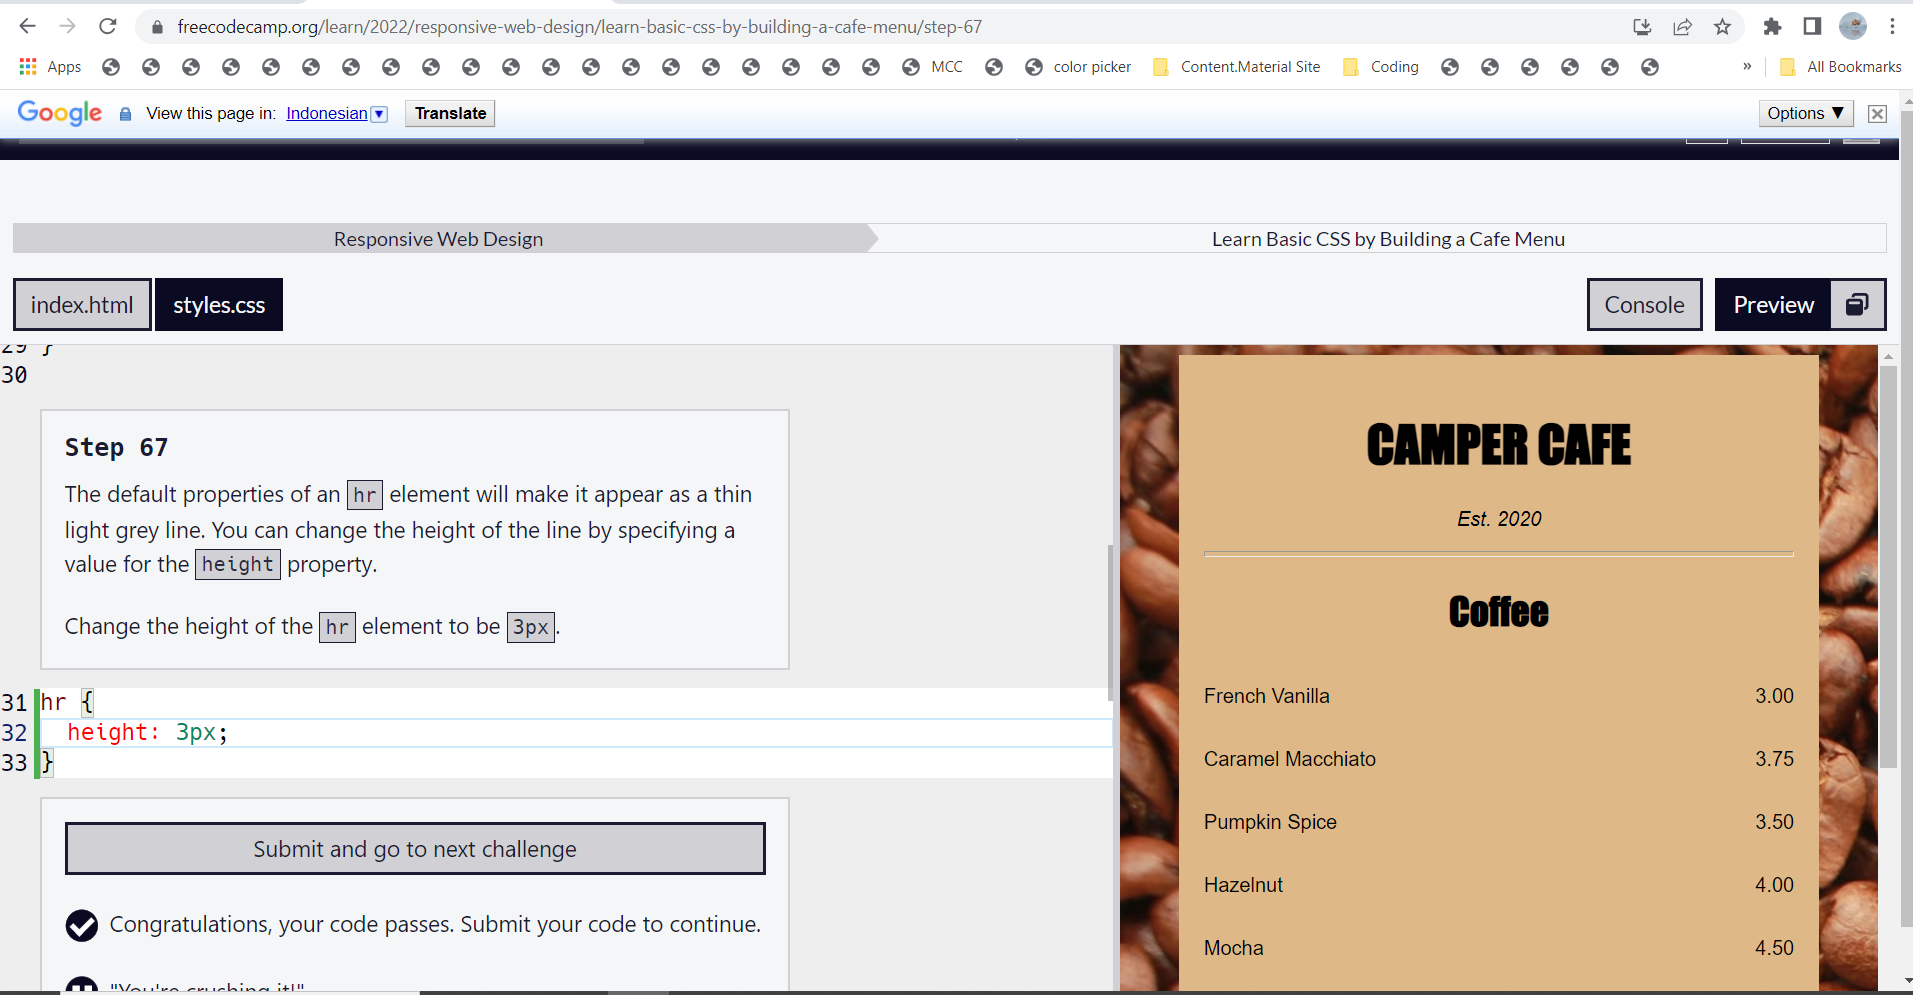 freecodecamp.org/learn/2022/responsive-web-design/learn-basic-css-by-building-a-cafe-menu/step-67
Apps MCC color picker Content.Material Site Coding » All Bookmarks
Google View this page in: Indonesian Translate Options ▼
Responsive Web Design Learn Basic CSS by Building a Cafe Menu
index.html styles.css Console Preview
29 }
30
Step 67
The default properties of an hr element will make it appear as a thin
light grey line. You can change the height of the line by specifying a
value for the height property.
Change the height of the hr element to be 3px.
31 hr {
32 height: 3px;
33 }
Submit and go to next challenge
Congratulations, your code passes. Submit your code to continue.
"You're crushing it!"
CAMPER CAFE
Est. 2020
Coffee
French Vanilla 3.00
Caramel Macchiato 3.75
Pumpkin Spice 3.50
Hazelnut 4.00
Mocha 4.50